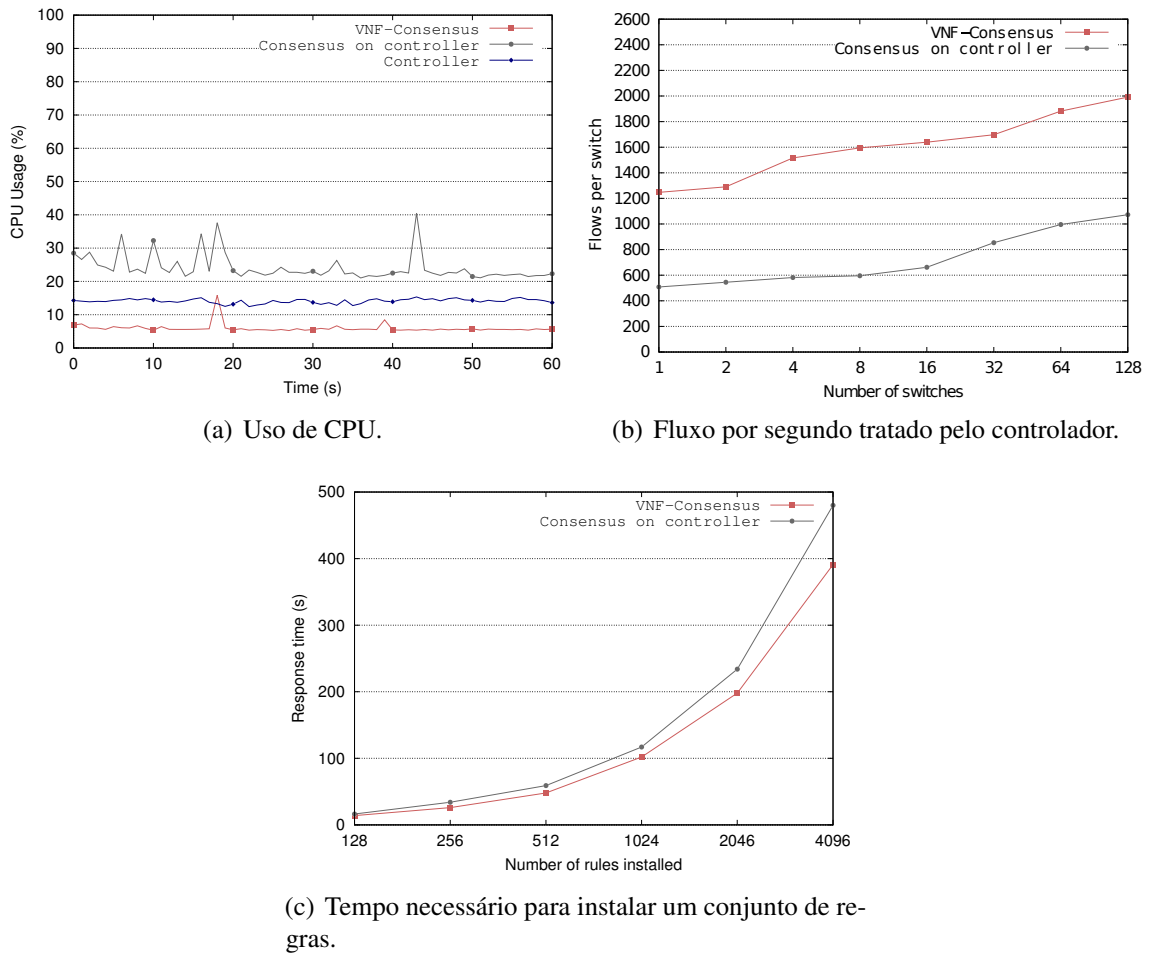 100
90
80
70
60
50
40
30
20
10
0
CPU Usage (%)
VNF-Consensus
Consensus on controller
Controller
0 10 20 30 40 50 60
Time (s)
(a) Uso de CPU.
2600
2400
2200
2000
1800
1600
1400
1200
1000
800
600
400
200
0
Flows per switch
VNF-Consensus
Consensus on controller
1 2 4 8 16 32 64 128
Number of switches
(b) Fluxo por segundo tratado pelo controlador.
500
400
300
200
100
0
Response time (s)
VNF-Consensus
Consensus on controller
128 256 512 1024 2046 4096
Number of rules installed
(c) Tempo necessário para instalar um conjunto de re-
gras.